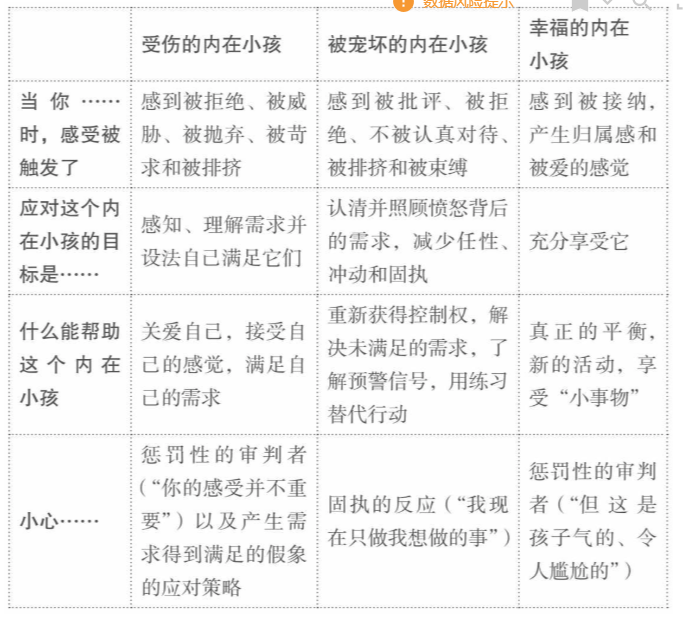 数据风险提示
受伤的内在小孩
被宠坏的内在小孩
幸福的内在
小孩
当你……
时，感受被
触发了
感到被拒绝、被威
胁、被抛弃、被苛
求和被排挤
感到被批评、被拒
绝、不被认真对待、
被排挤和被束缚
感到被接纳，
产生归属感和
被爱的感觉
应对这个内
在小孩的目
标是……
感知、理解需求并
设法自己满足它们
认清并照顾愤怒背后
的需求，减少任性、
冲动和固执
充分享受它
什么能帮助
这个内在
小孩
关爱自己，接受自
己的感觉，满足自
己的需求
重新获得控制权，解
决未满足的需求，了
解预警信号，用练习
替代行动
真正的平衡，
新的活动，享
受“小事物”
小心……
惩罚性的审判者
（“你的感受并不重
要”）以及产生需
求得到满足的假象
的应对策略
固执的反应（“我现
在只做我想做的事”）
惩罚性的审判
者（“但这是
孩子气的、令
人尴尬的”）